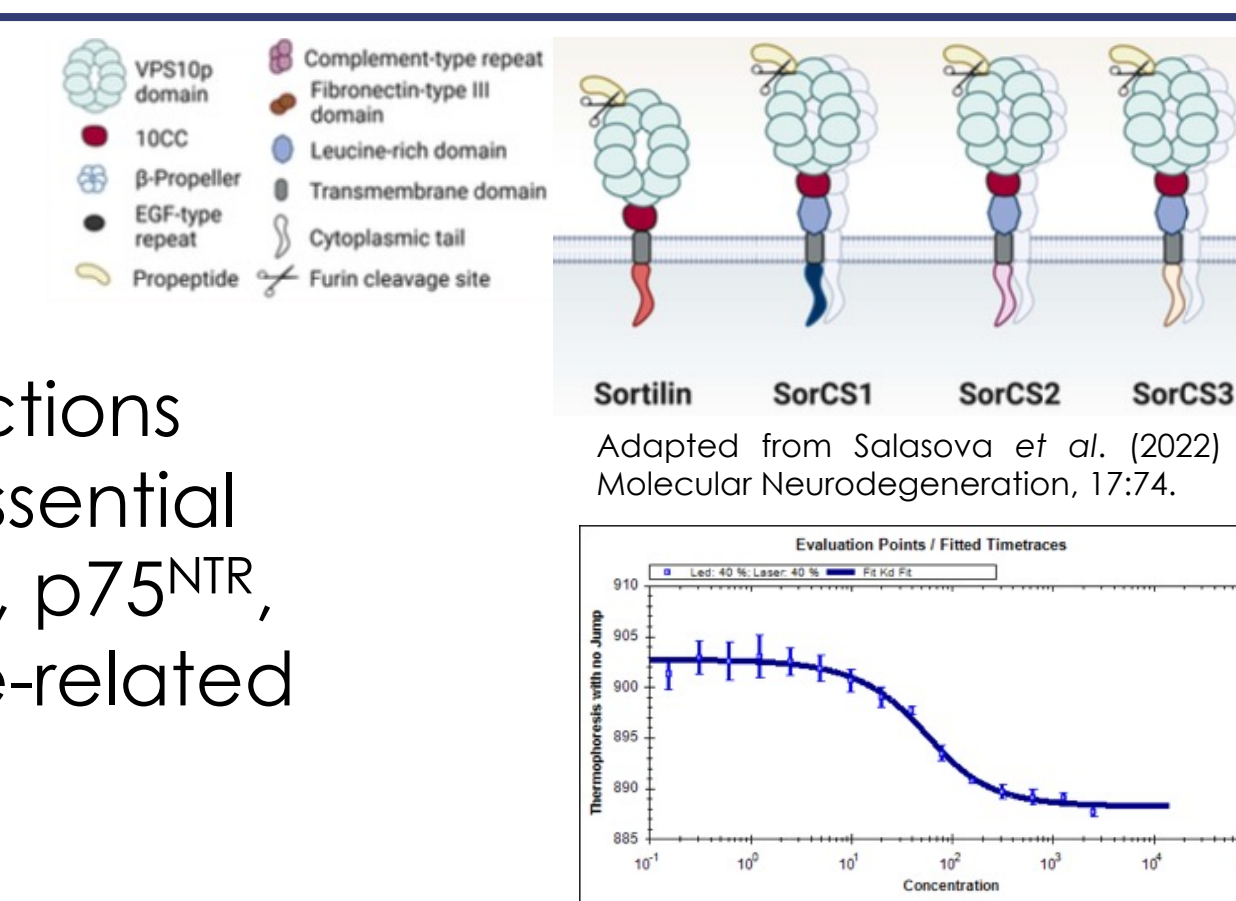 VPS10p
domain
10CC
β-Propeller
EGF-type
repeat
Propeptide
Complement-type repeat
Fibronectin-type III
domain
Leucine-rich domain
Transmembrane domain
Cytoplasmic tail
Furin cleavage site
Sortilin SorCS1 SorCS2 SorCS3
Adapted from Salasova et al. (2022)
Molecular Neurodegeneration, 17:74.
ctions
ssential
, p75NTR,
e-related
Evaluation Points / Fitted Timetraces
Led: 40 %; Laser: 40 % Fit Kd Fit
Thermophoresis with no Jump
910
905
900
895
890
885
10-1 100 101 102 103 104
Concentration